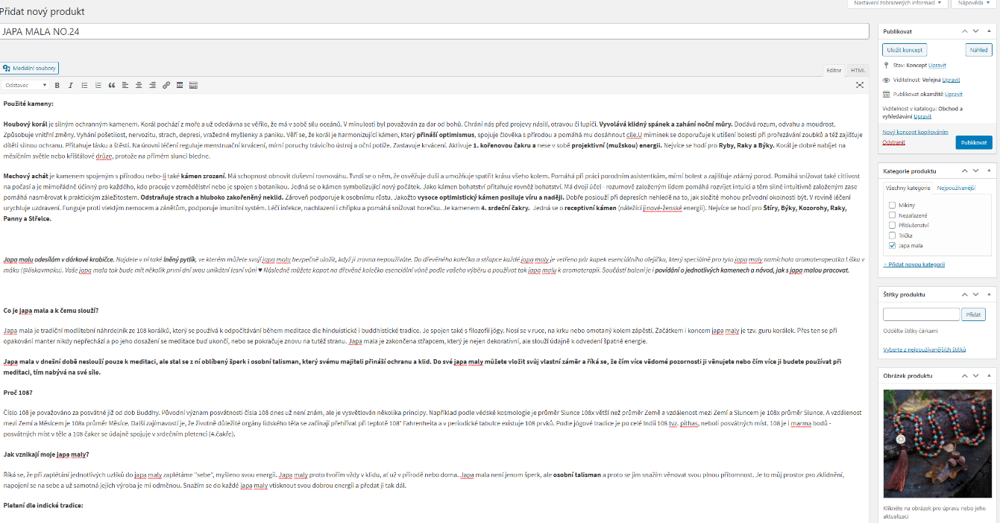 Nastavení zobrazených informací ▼ Nápověda ▼
Přidat nový produkt
JAPA MALA NO.24
Mediální soubory
Editor HTML
Odstavec
Použité kameny:
Houbový korál je silným ochranným kamenem. Korál pochází z moře a už odedávna se věřilo, že má v sobě sílu oceánů. V minulosti byl považován za dar od bohů. Chrání nás před projevy násilí, otravou či lupiči. Vyvolává klidný spánek a zahání noční můry. Dodává rozum, odvahu a moudrost.
Způsobuje vnitřní změny. Vyhání pošetilost, nervozitu, strach, depresi, vražedné myšlenky a paniku. Věří se, že korál je harmonizující kámen, který přináší optimismus, spojuje člověka s přírodou a pomáhá mu dosáhnout cíle.U miminek se doporučuje k utišení bolesti při prořezávání zoubků a též zajišťuje
dítěti silnou ochranu. Přitahuje lásku a štěstí. Na úrovni léčení reguluje menstruační krvácení, mírní poruchy trávicího ústrojí a oční potíže. Zastavuje krvácení. Aktivuje 1. kořenovou čakru a nese v sobě projektivní (mužskou) energii. Nejvíce se hodí pro Ryby, Raky a Býky. Korál je dobré nabíjet na
měsíčním světle nebo křišťálové drůze, protože na přímém slunci bledne.
Mechový achát je kamenem spojeným s přírodou nebo-li také kámen zrození. Má schopnost obnovit duševní rovnováhu. Tvrdí se o něm, že osvěžuje duši a umožňuje spatřit krásu všeho kolem. Pomáhá při práci porodním asistentkám, mírní bolest a zajišťuje zdárný porod. Pomáhá snižovat také citlivost
na počasí a je mimořádně účinný pro každého, kdo pracuje v zemědělství nebo je spojen s botanikou. Jedná se o kámen symbolizující nový počátek. Jako kámen bohatství přitahuje rovněž bohatství. Má dvojí účel - rozumově založeným lidem pomáhá rozvíjet intuici a těm silně intuitivně založeným zase
pomáhá nasměrovat k praktickým záležitostem. Odstraňuje strach a hluboko zakořeněný neklid. Zároveň podporuje k osobnímu růstu. Jakožto vysoce optimistický kámen posiluje víru a naději. Dobře poslouží při depresích nehledě na to, jak složité mohou průvodní okolnosti být. V rovině léčení
urychluje uzdravení. Funguje proti vleklým nemocem a zánětům, podporuje imunitní systém. Léčí infekce, nachlazení i chřipku a pomáhá snižovat horečku. Je kamenem 4. srdeční čakry. Jedná se o receptivní kámen (náležící jinové-ženské energii). Nejvíce se hodí pro Štíry, Býky, Kozorohy, Raky,
Panny a Střelce.
Japa malu odesílám v dárkové krabičce. Najdete v ní také lněný pytlík, ve kterém můžete svojí japa malu bezpečně uložit, když ji zrovna nepoužíváte. Do dřevěného kolečka a střapce každé japa maly je vetřeno pár kapek esenciálního olejíčku, který speciálně pro tyto japa maly namíchala aromaterapeutka Liška v
máku (@liskavmaku). Vaše japa mala tak bude mít několik první dní svou unikátní lesní vůni ♥ Následně můžete kapat na dřevěné kolečko esenciální vůně podle vašeho výběru a používat tak japa malu k aromaterapii. Součástí balení je i povídání o jednotlivých kamenech a návod, jak s japa malou pracovat.
Co je japa mala a k čemu slouží?
Japa mala je tradiční modlitební náhrdelník ze 108 korálků, který se používá k odpočítávání během meditace dle hinduistické i buddhistické tradice. Je spojen také s filozofií jógy. Nosí se v ruce, na krku nebo omotaný kolem zápěstí. Začátkem i koncem japa maly je tzv. guru korálek. Přes ten se při
opakování manter nikdy nepřechází a po jeho dosažení se meditace buď ukončí, nebo se pokračuje znovu na tutéž stranu. Japa mala je zakončena střapcem, který je nejen dekorativní, ale slouží údajně k odvedení špatné energie.
Japa mala v dnešní době neslouží pouze k meditaci, ale stal se z ní oblíbený šperk i osobní talisman, který svému majiteli přináší ochranu a klid. Do své japa maly můžete vložit svůj vlastní záměr a říká se, že čím více vědomé pozornosti ji věnujete nebo čím více ji budete používat při
meditaci, tím nabývá na své síle.
Proč 108?
Číslo 108 je považováno za posvátné již od dob Buddhy. Původní význam posvátnosti čísla 108 dnes už není znám, ale je vysvětlován několika principy. Například podle védské kosmologie je průměr Slunce 108x větší než průměr Země a vzdálenost mezi Zemí a Sluncem je 108x průměr Slunce. A vzdálenost
mezi Zemí a Měsícem je 108x průměr Měsíce. Další zajímavostí je, že životně důležité orgány lidského těla se začínají přehřívat při teplotě 108° Fahrenheita a v periodické tabulce existuje 108 prvků. Podle jógové tradice je po celé Indii 108 tvz. pithas, neboli posvátných míst. 108 je i marma bodů -
posvátných míst v těle a 108 čaker se údajně spojuje v srdečním pletenci (4.čakře).
Jak vznikají moje japa maly?
Říká se, že při zaplétání jednotlivých uzlíků do japa maly zaplétáme "sebe", myšleno svou energii. Japa maly proto tvořím vždy v klidu, ať už v přírodě nebo doma. Japa mala není jenom šperk, ale osobní talisman a proto se jim snažím věnovat svou plnou přítomnost. Je to můj prostor pro zklidnění,
napojení se na sebe a už samotná jejich výroba je mi odměnou. Snažím se do každé japa maly vtisknout svou dobrou energii a předat ji tak dál.
Pletení dle indické tradice:
Publikovat
Uložit koncept Náhled
Stav: Koncept Upravit
Viditelnost: Veřejná Upravit
Publikovat okamžitě Upravit
Viditelnost v katalogu: Obchod a
vyhledávání Upravit
Nový koncept kopírováním
Odstranit Publikovat
Kategorie produktu
Všechny kategorie Nejpoužívanější
Mikiny
Nezařazené
Příslušenství
Trička
Japa mala
+ Přidat novou kategorii
Štítky produktu
Přidat
Oddělte štítky čárkami
Vyberte z nejpoužívanějších štítků
Obrázek produktu
Klikněte na obrázek pro úpravu nebo jeho
aktualizaci